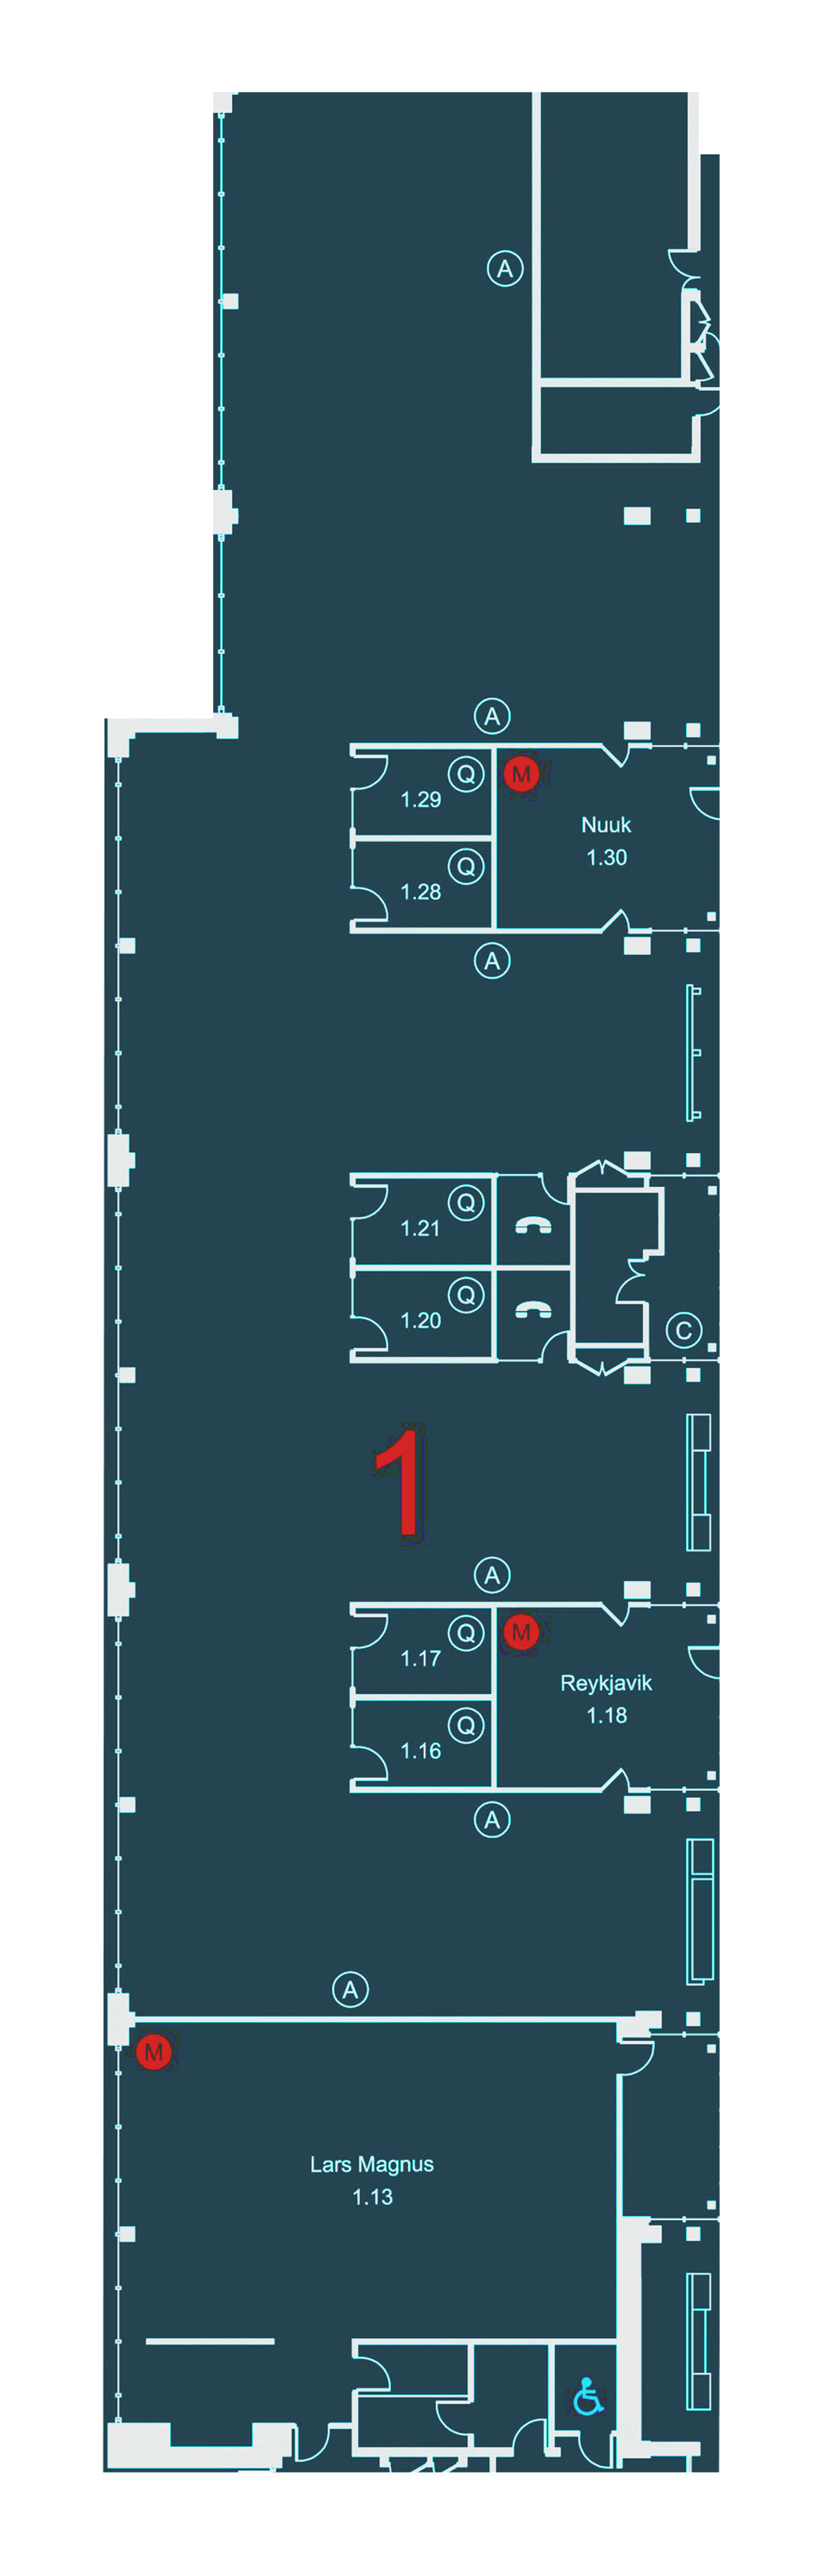 A
A
Q
M
1.29
Nuuk
1.30
Q
1.28
A
Q
1.21
Q
1.20
C
1
A
Q
M
1.17
Reykjavik
1.18
Q
1.16
A
A
M
Lars Magnus
1.13